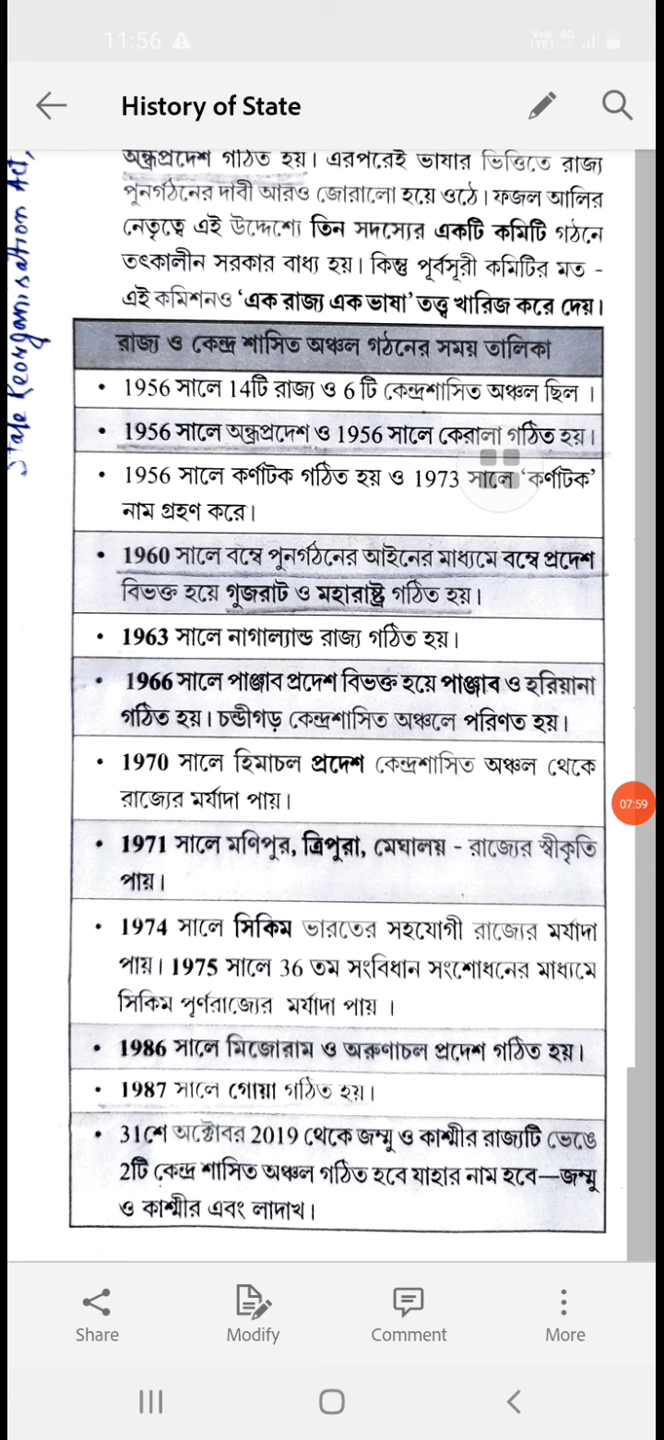 11:56
Vo) 4G
LTE1
History of State
State Reorganisation Act,
অন্ধ্রপ্রদেশ গঠিত হয়। এরপরেই ভাষার ভিত্তিতে রাজ্য
পুনর্গঠনের দাবী আরও জোরালো হয়ে ওঠে। ফজল আলির
নেতৃত্বে এই উদ্দেশ্যে তিন সদস্যের একটি কমিটি গঠনে
তৎকালীন সরকার বাধ্য হয়। কিন্তু পূর্বসূরী কমিটির মত -
এই কমিশনও 'এক রাজ্য এক ভাষা' তত্ত্ব খারিজ করে দেয়।
রাজ্য ও কেন্দ্র শাসিত অঞ্চল গঠনের সময় তালিকা
• 1956 সালে 14টি রাজ্য ও 6 টি কেন্দ্রশাসিত অঞ্চল ছিল ।
• 1956 সালে অন্ধ্রপ্রদেশ ও 1956 সালে কেরালা গঠিত হয়।
• 1956 সালে কর্ণাটক গঠিত হয় ও 1973 সালে 'কর্ণাটক'
নাম গ্রহণ করে।
• 1960 সালে বম্বে পুনর্গঠনের আইনের মাধ্যমে বম্বে প্রদেশ
বিভক্ত হয়ে গুজরাট ও মহারাষ্ট্র গঠিত হয়।
• 1963 সালে নাগাল্যান্ড রাজ্য গঠিত হয়।
• 1966 সালে পাঞ্জাব প্রদেশ বিভক্ত হয়ে পাঞ্জাব ও হরিয়ানা
গঠিত হয়। চন্ডীগড় কেন্দ্রশাসিত অঞ্চলে পরিণত হয়।
• 1970 সালে হিমাচল প্রদেশ কেন্দ্রশাসিত অঞ্চল থেকে
রাজ্যের মর্যাদা পায়।
07:59
• 1971 সালে মণিপুর, ত্রিপুরা, মেঘালয় - রাজ্যের স্বীকৃতি
পায়।
• 1974 সালে সিকিম ভারতের সহযোগী রাজ্যের মর্যাদা
পায়। 1975 সালে 36 তম সংবিধান সংশোধনের মাধ্যমে
সিকিম পূর্ণরাজ্যের মর্যাদা পায় ।
• 1986 সালে মিজোরাম ও অরুণাচল প্রদেশ গঠিত হয়।
• 1987 সালে গোয়া গঠিত হয়।
• 31শে অক্টোবর 2019 থেকে জম্মু ও কাশ্মীর রাজ্যটি ভেঙে
2টি কেন্দ্র শাসিত অঞ্চল গঠিত হবে যাহার নাম হবে—জম্মু
ও কাশ্মীর এবং লাদাখ।
Share
Modify
Comment
More